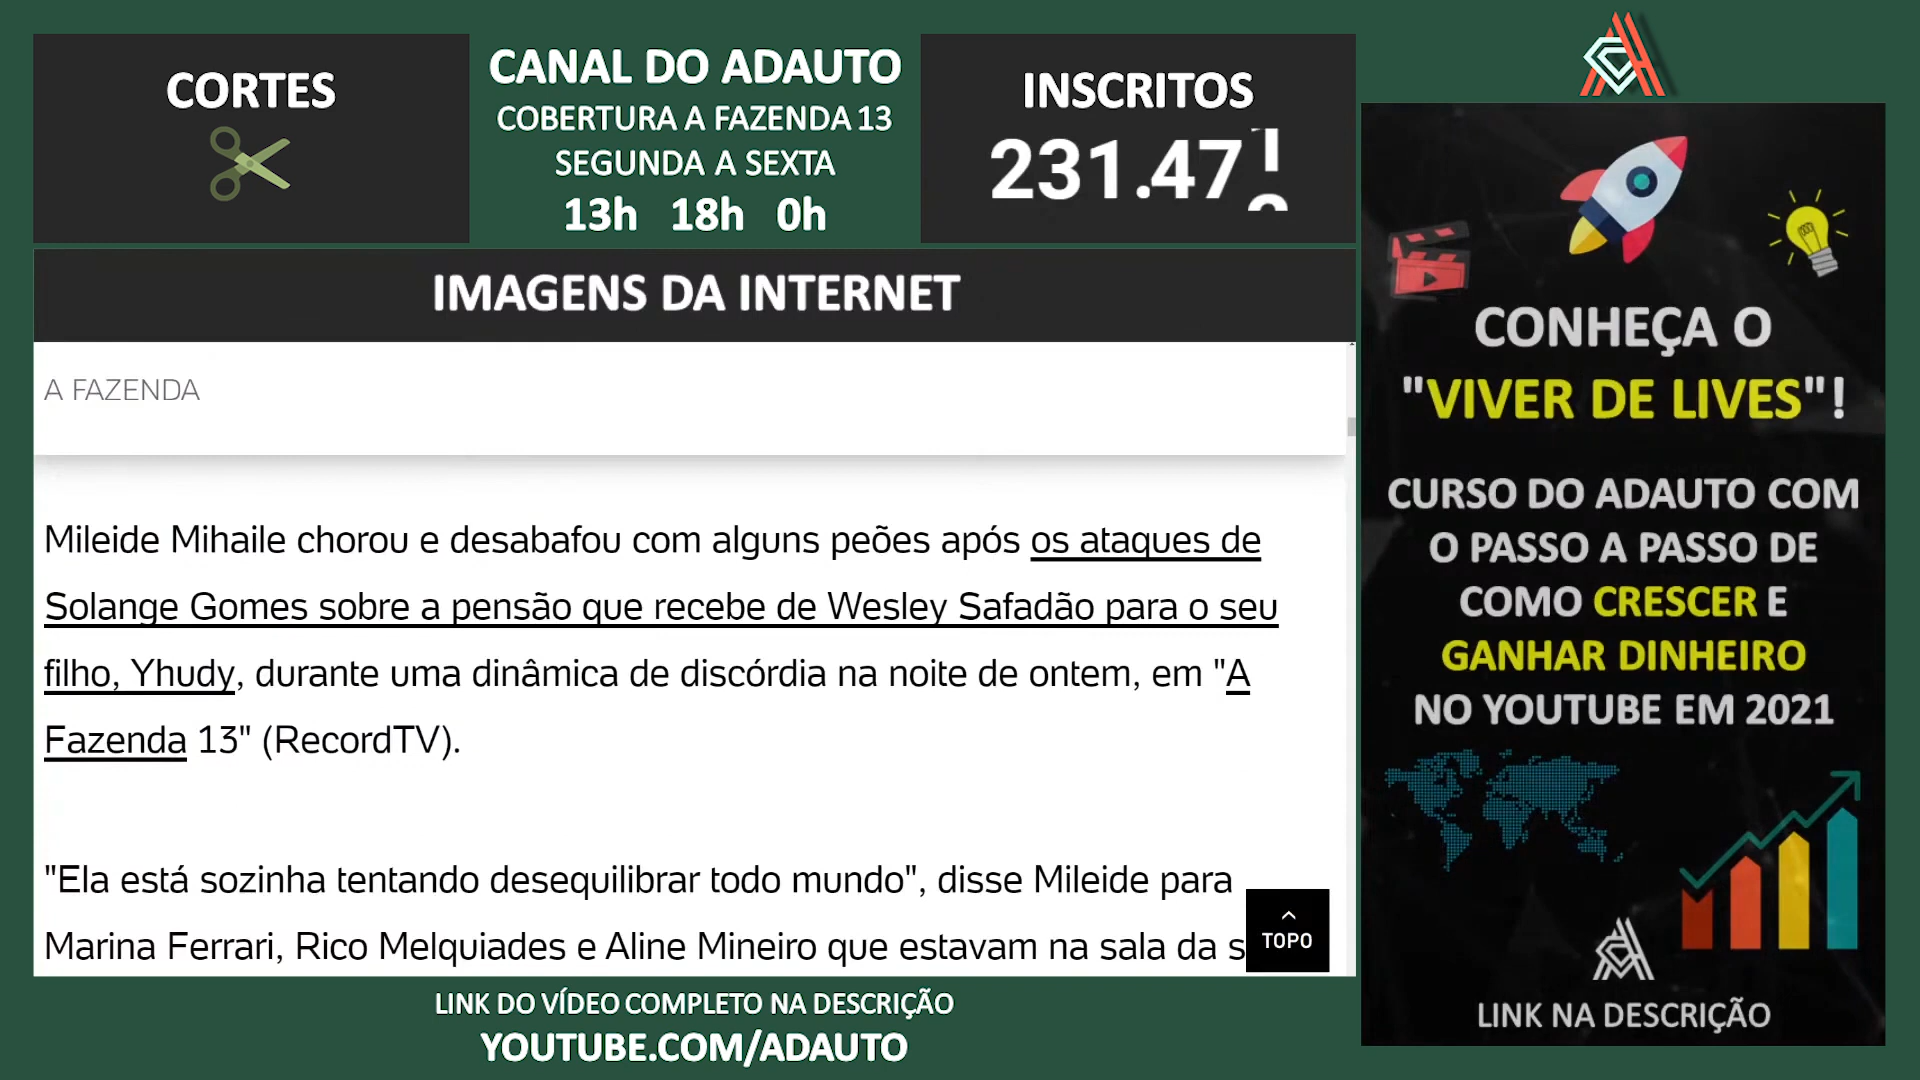 CORTES
CANAL DO ADAUTO
COBERTURA A FAZENDA 13
SEGUNDA A SEXTA
13h 18h 0h
INSCRITOS
231.47
IMAGENS DA INTERNET
A FAZENDA
Mileide Mihaile chorou e desabafou com alguns peões após os ataques de
Solange Gomes sobre a pensão que recebe de Wesley Safadão para o seu
filho, Yhudy, durante uma dinâmica de discórdia na noite de ontem, em "A
Fazenda 13" (RecordTV).
"Ela está sozinha tentando desequilibrar todo mundo", disse Mileide para
Marina Ferrari, Rico Melquiades e Aline Mineiro que estavam na sala da s
TOPO
LINK DO VÍDEO COMPLETO NA DESCRIÇÃO
YOUTUBE.COM/ADAUTO
CONHEÇA O
"VIVER DE LIVES"!
CURSO DO ADAUTO COM
O PASSO A PASSO DE
COMO CRESCER E
GANHAR DINHEIRO
NO YOUTUBE EM 2021
LINK NA DESCRIÇÃO